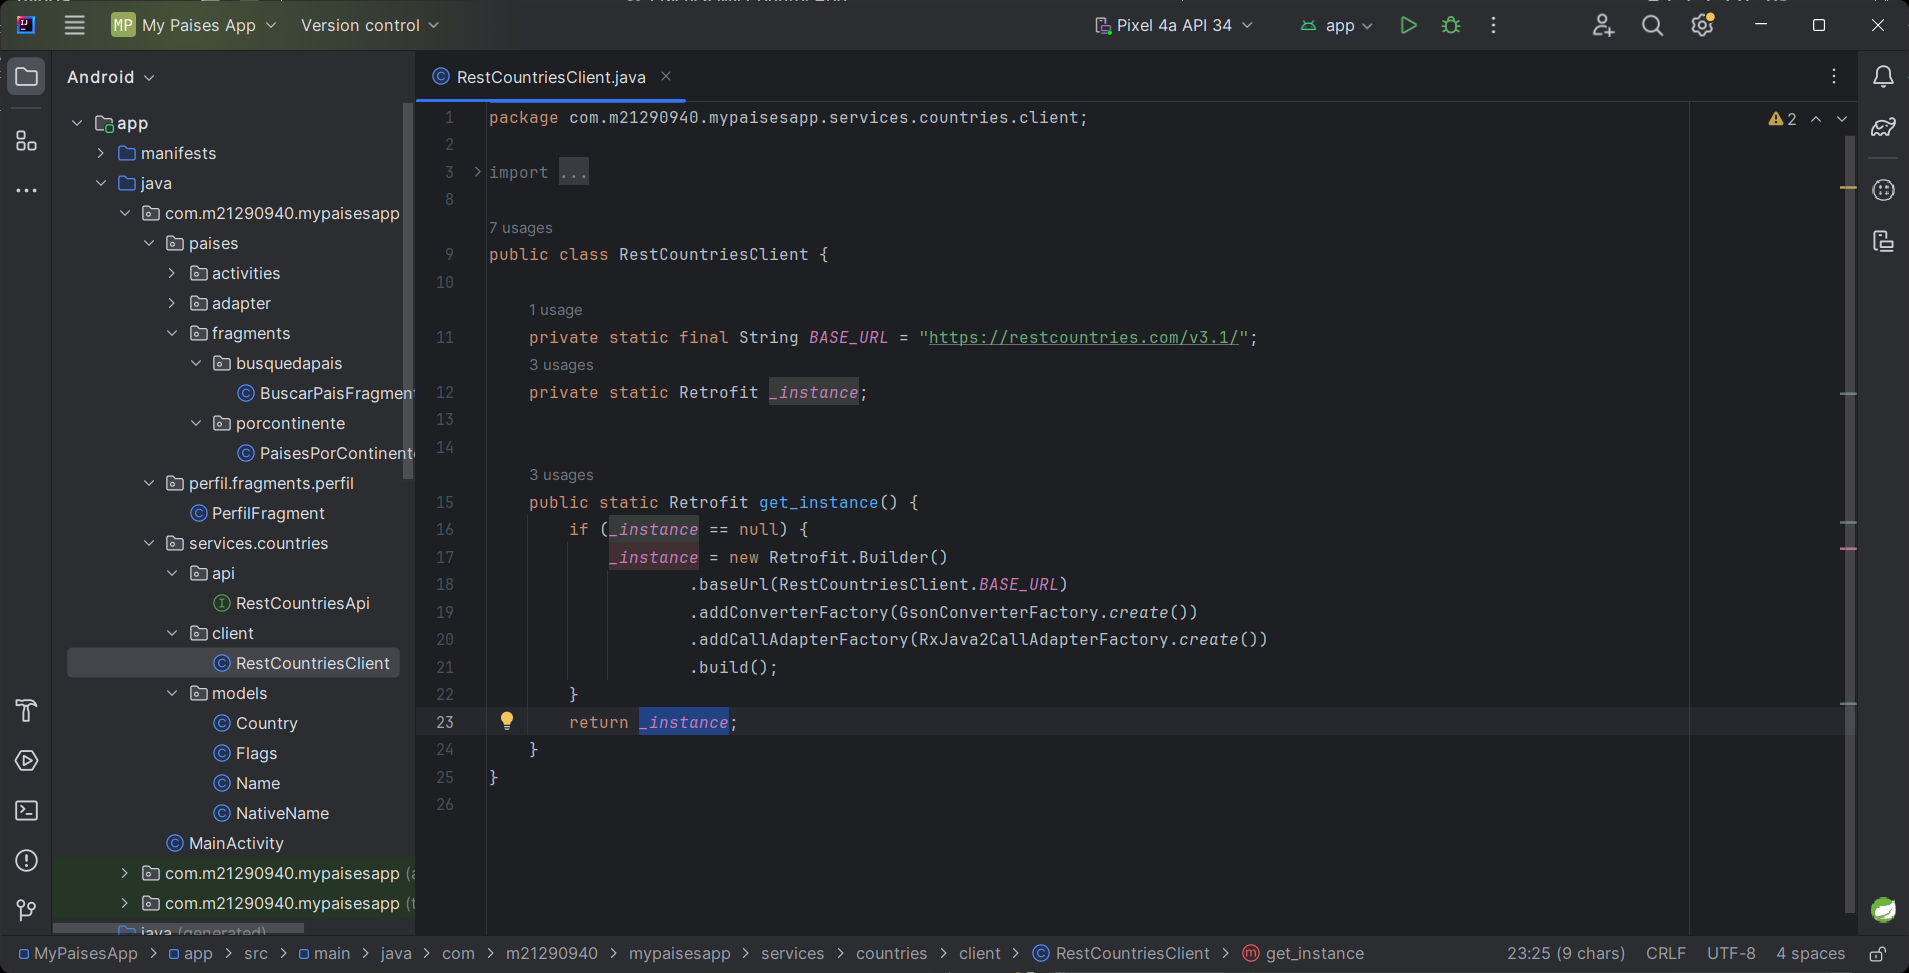 MP My Paises App Version control Pixel 4a API 34 app
Android
RestCountriesClient.java
app
manifests
java
com.m21290940.mypaisesapp
paises
activities
adapter
fragments
busquedapais
BuscarPaisFragmen
porcontinente
PaisesPorContinent
perfil.fragments.perfil
PerfilFragment
services.countries
api
RestCountriesApi
client
RestCountriesClient
models
Country
Flags
Name
NativeName
MainActivity
com.m21290940.mypaisesapp (
com.m21290940.mypaisesapp (t
java (generated)
2
1 package com.m21290940.mypaisesapp.services.countries.client;
2
3 import ...
8
7 usages
9 public class RestCountriesClient {
10
1 usage
11 private static final String BASE_URL = "https://restcountries.com/v3.1/";
3 usages
12 private static Retrofit _instance;
13
14
3 usages
15 public static Retrofit get_instance() {
16 if (_instance == null) {
17 _instance = new Retrofit.Builder()
18 .baseUrl(RestCountriesClient.BASE_URL)
19 .addConverterFactory(GsonConverterFactory.create())
20 .addCallAdapterFactory(RxJava2CallAdapterFactory.create())
21 .build();
22 }
23 return _instance;
24 }
25 }
26
MyPaisesApp > app > src > main > java > com > m21290940 > mypaisesapp > services > countries > client > RestCountriesClient > get_instance 23:25 (9 chars) CRLF UTF-8 4 spaces